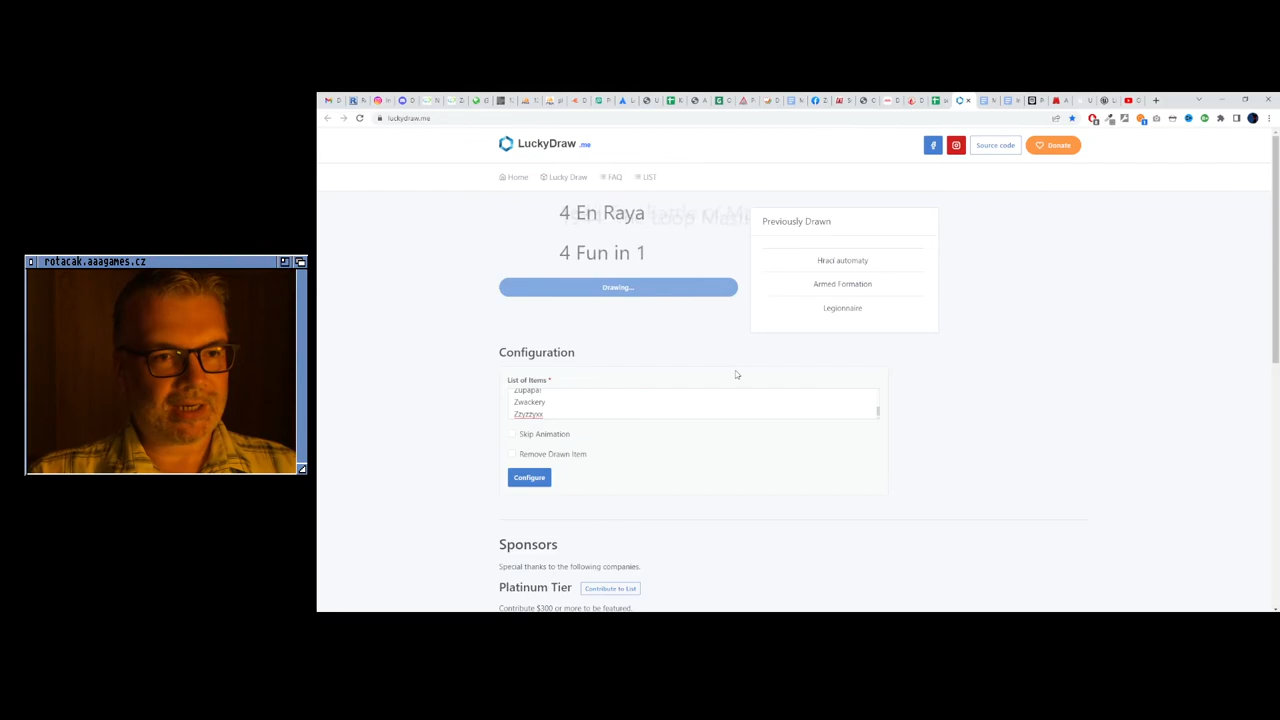 luckydraw.me
LuckyDraw .me
Source code
Donate
Home
Lucky Draw
FAQ
LIST
4 En Raya
4 Fun in 1
Drawing...
Previously Drawn
Hrací automaty
Armed Formation
Legionnaire
rotacak.aaagames.cz
Configuration
List of Items *
Zupapa!
Zwackery
Zzyzzyxx
Skip Animation
Remove Drawn Item
Configure
Sponsors
Special thanks to the following companies.
Platinum Tier
Contribute to List
Contribute $300 or more to be featured.